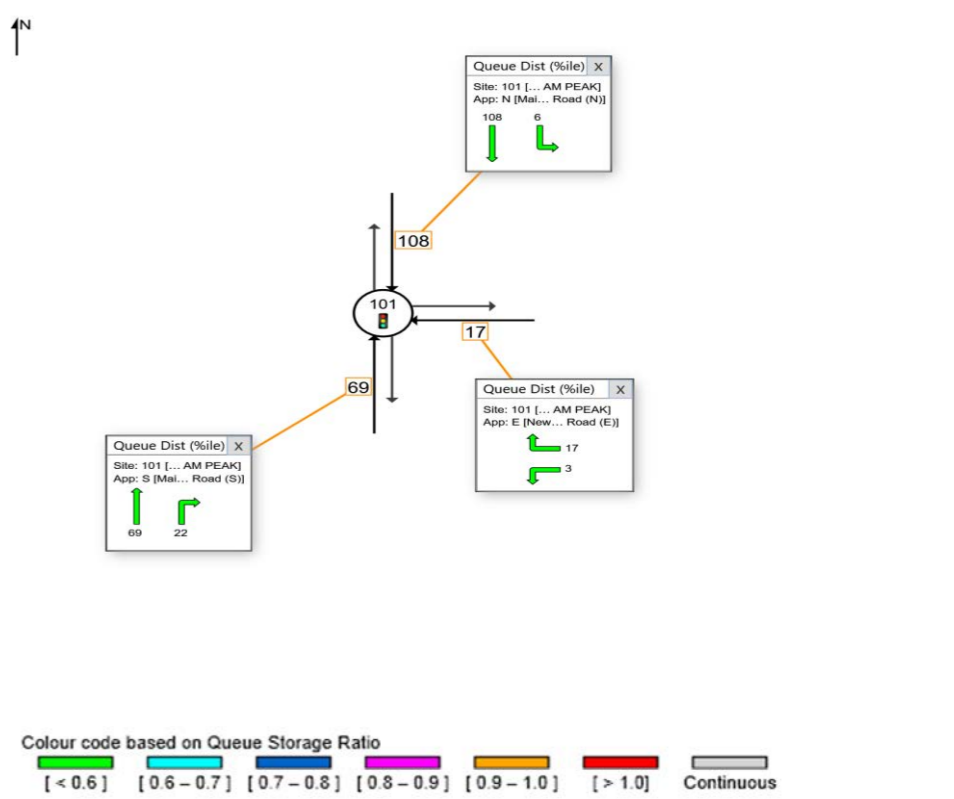 N
Queue Dist (%ile) X
Site: 101 [... AM PEAK]
App: N [Mai... Road (N)]
108 6
108
101
17
69
Queue Dist (%ile) X
Site: 101 [... AM PEAK]
App: E [New... Road (E)]
17
3
Queue Dist (%ile) X
Site: 101 [... AM PEAK]
App: S [Mai... Road (S)]
69 22
Colour code based on Queue Storage Ratio
[ < 0.6 ] [ 0.6 – 0.7 ] [ 0.7 – 0.8 ] [ 0.8 – 0.9 ] [ 0.9 – 1.0 ] [ > 1.0] Continuous